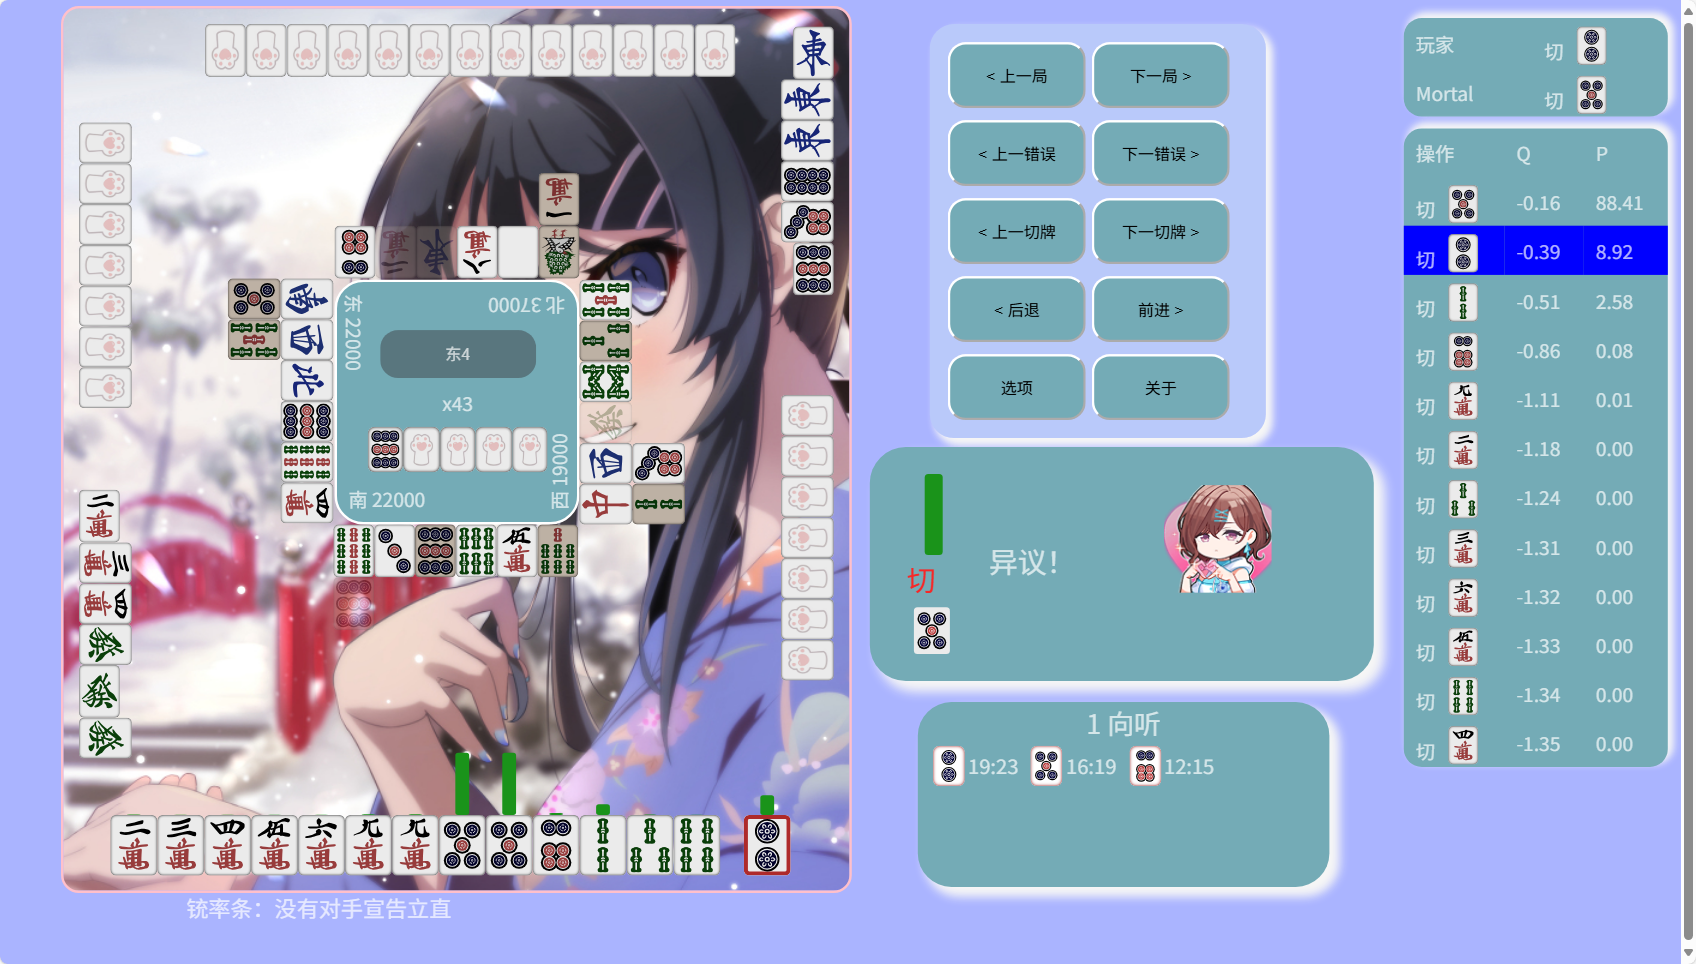 东 22000
北 37000
东4
x43
南 22000
西 19000
铳率条：没有对手宣告立直
< 上一局
下一局 >
< 上一错误
下一错误 >
< 上一切牌
下一切牌 >
< 后退
前进 >
选项
关于
切
异议！
1 向听
19:23
16:19
12:15
玩家 切
Mortal 切
操作 Q P
切 -0.16 88.41
切 -0.39 8.92
切 -0.51 2.58
切 -0.86 0.08
切 -1.11 0.01
切 -1.18 0.00
切 -1.24 0.00
切 -1.31 0.00
切 -1.32 0.00
切 -1.33 0.00
切 -1.34 0.00
切 -1.35 0.00